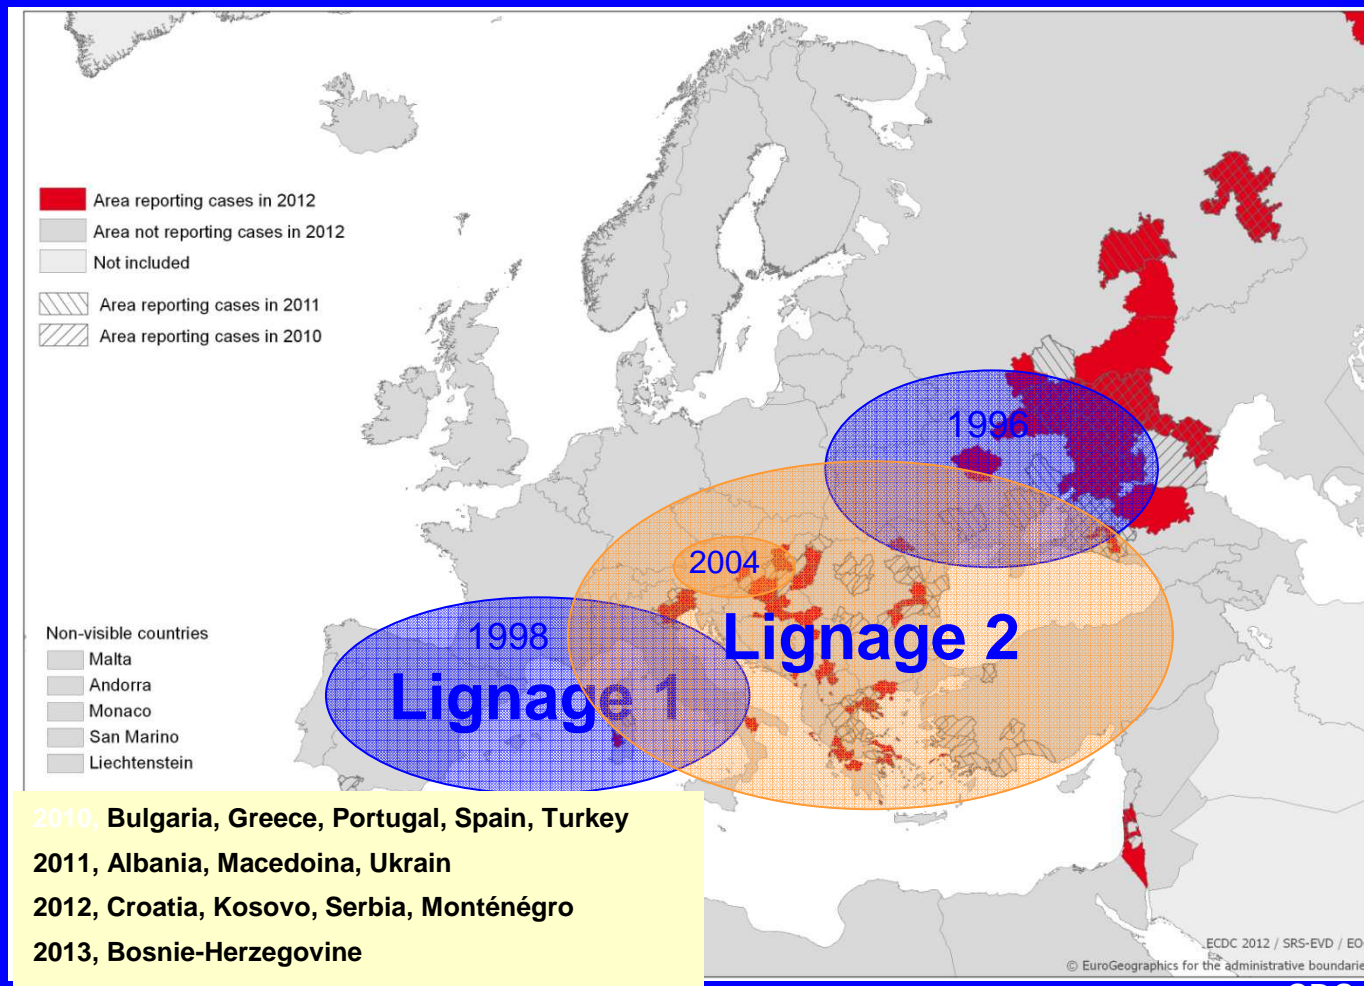 Area reporting cases in 2012
Area not reporting cases in 2012
Not included
Area reporting cases in 2011
Area reporting cases in 2010
1996
2004
1998
Lignage 2
Lignage 1
Non-visible countries
Malta
Andorra
Monaco
San Marino
Liechtenstein
2010, Bulgaria, Greece, Portugal, Spain, Turkey
2011, Albania, Macedoina, Ukrain
2012, Croatia, Kosovo, Serbia, Monténégro
2013, Bosnie-Herzegovine
ECDC 2012 / SRS-EVD / EO
© EuroGeographics for the administrative boundarie